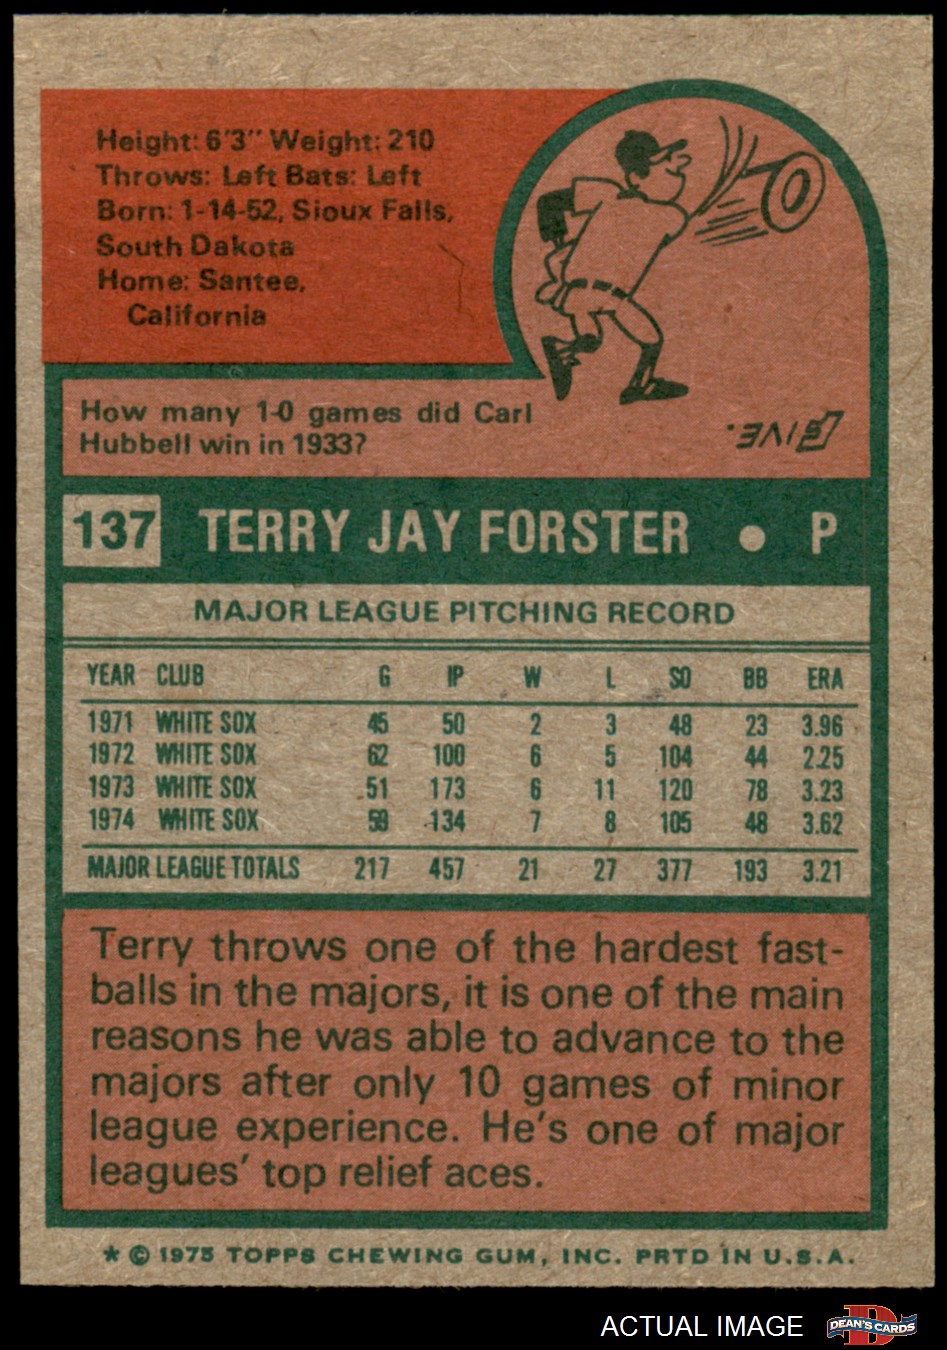 Height: 6'3" Weight: 210
Throws: Left Bats: Left
Born: 1-14-52, Sioux Falls,
South Dakota
Home: Santee,
California
How many 1-0 games did Carl
Hubbell win in 1933?
FIVE.
137 TERRY JAY FORSTER • P
MAJOR LEAGUE PITCHING RECORD
YEAR CLUB G IP W L SO BB ERA
1971 WHITE SOX 45 50 2 3 48 23 3.96
1972 WHITE SOX 62 100 6 5 104 44 2.25
1973 WHITE SOX 51 173 6 11 120 78 3.23
1974 WHITE SOX 59 134 7 8 105 48 3.62
MAJOR LEAGUE TOTALS 217 457 21 27 377 193 3.21
Terry throws one of the hardest fast-
balls in the majors, it is one of the main
reasons he was able to advance to the
majors after only 10 games of minor
league experience. He's one of major
leagues' top relief aces.
★ © 1975 TOPPS CHEWING GUM, INC. PRTD IN U.S.A.
ACTUAL IMAGE
D
DEAN'S CARDS